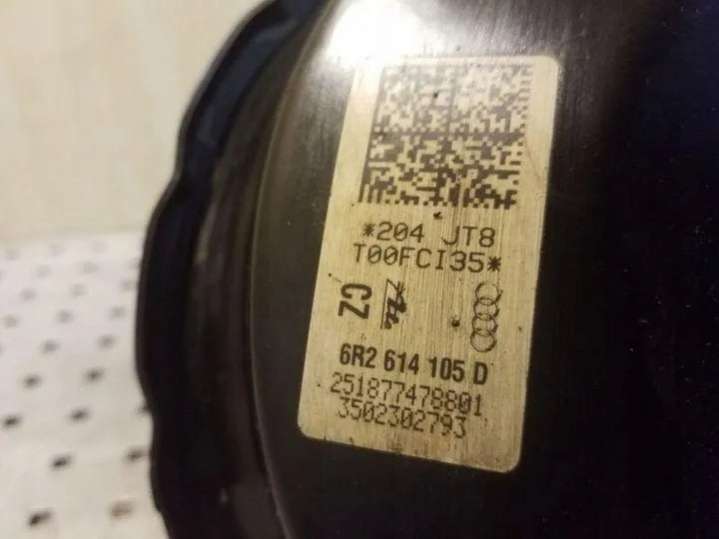 *204 JT8
T00FCI35*
CZ
6R2 614 105 D
251877478801
3502302793